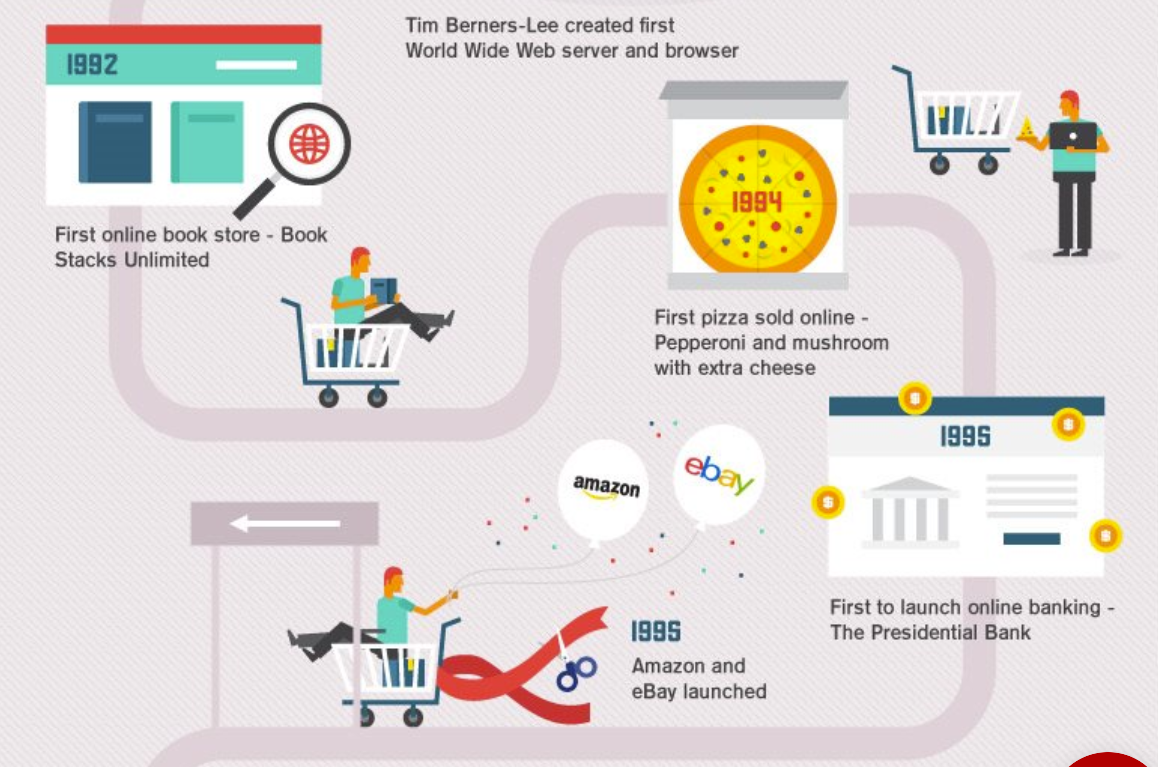 Tim Berners-Lee created first
World Wide Web server and browser
1992
First online book store - Book
Stacks Unlimited
1994
First pizza sold online -
Pepperoni and mushroom
with extra cheese
$
$
1995
$
$
First to launch online banking -
The Presidential Bank
amazon
ebay
1995
Amazon and
eBay launched